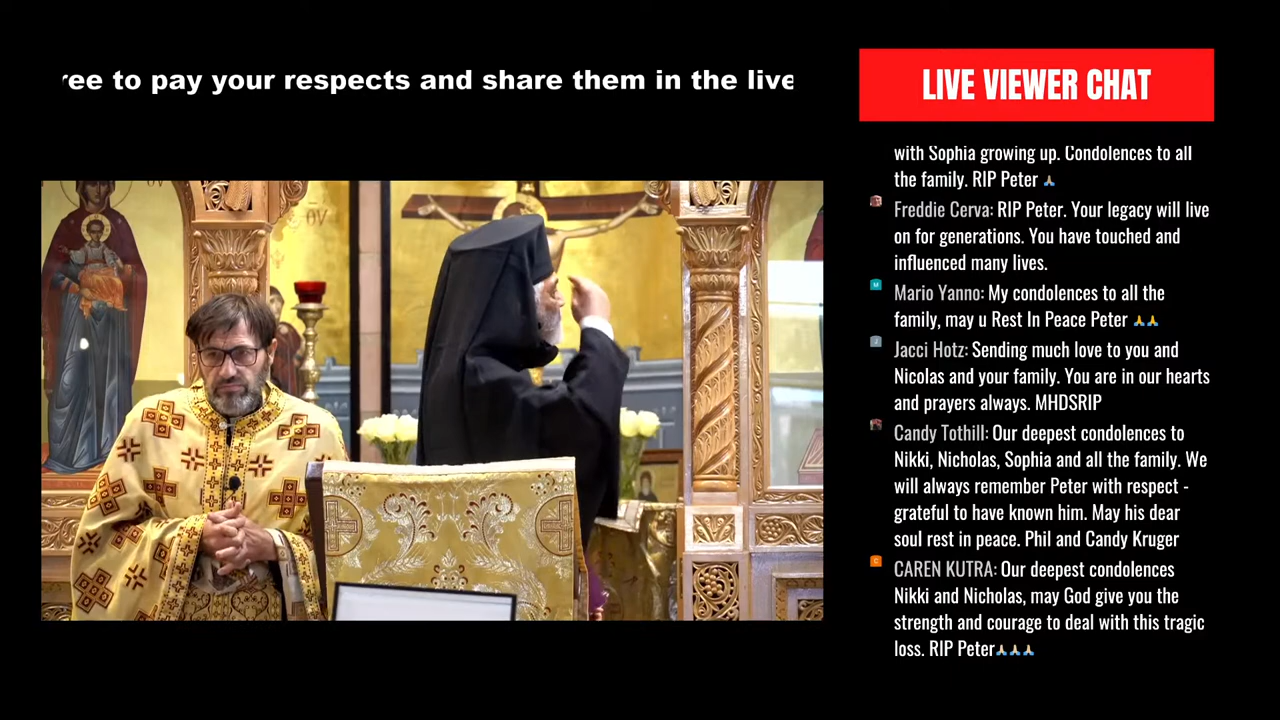 ree to pay your respects and share them in the live
LIVE VIEWER CHAT
with Sophia growing up. Condolences to all
the family. RIP Peter 🙏
Freddie Cerva: RIP Peter. Your legacy will live
on for generations. You have touched and
influenced many lives.
M
Mario Yanno: My condolences to all the
family, may u Rest In Peace Peter 🙏🙏
J
Jacci Hotz: Sending much love to you and
Nicolas and your family. You are in our hearts
and prayers always. MHDSRIP
Candy Tothill: Our deepest condolences to
Nikki, Nicholas, Sophia and all the family. We
will always remember Peter with respect -
grateful to have known him. May his dear
soul rest in peace. Phil and Candy Kruger
C
CAREN KUTRA: Our deepest condolences
Nikki and Nicholas, may God give you the
strength and courage to deal with this tragic
loss. RIP Peter🙏🙏🙏